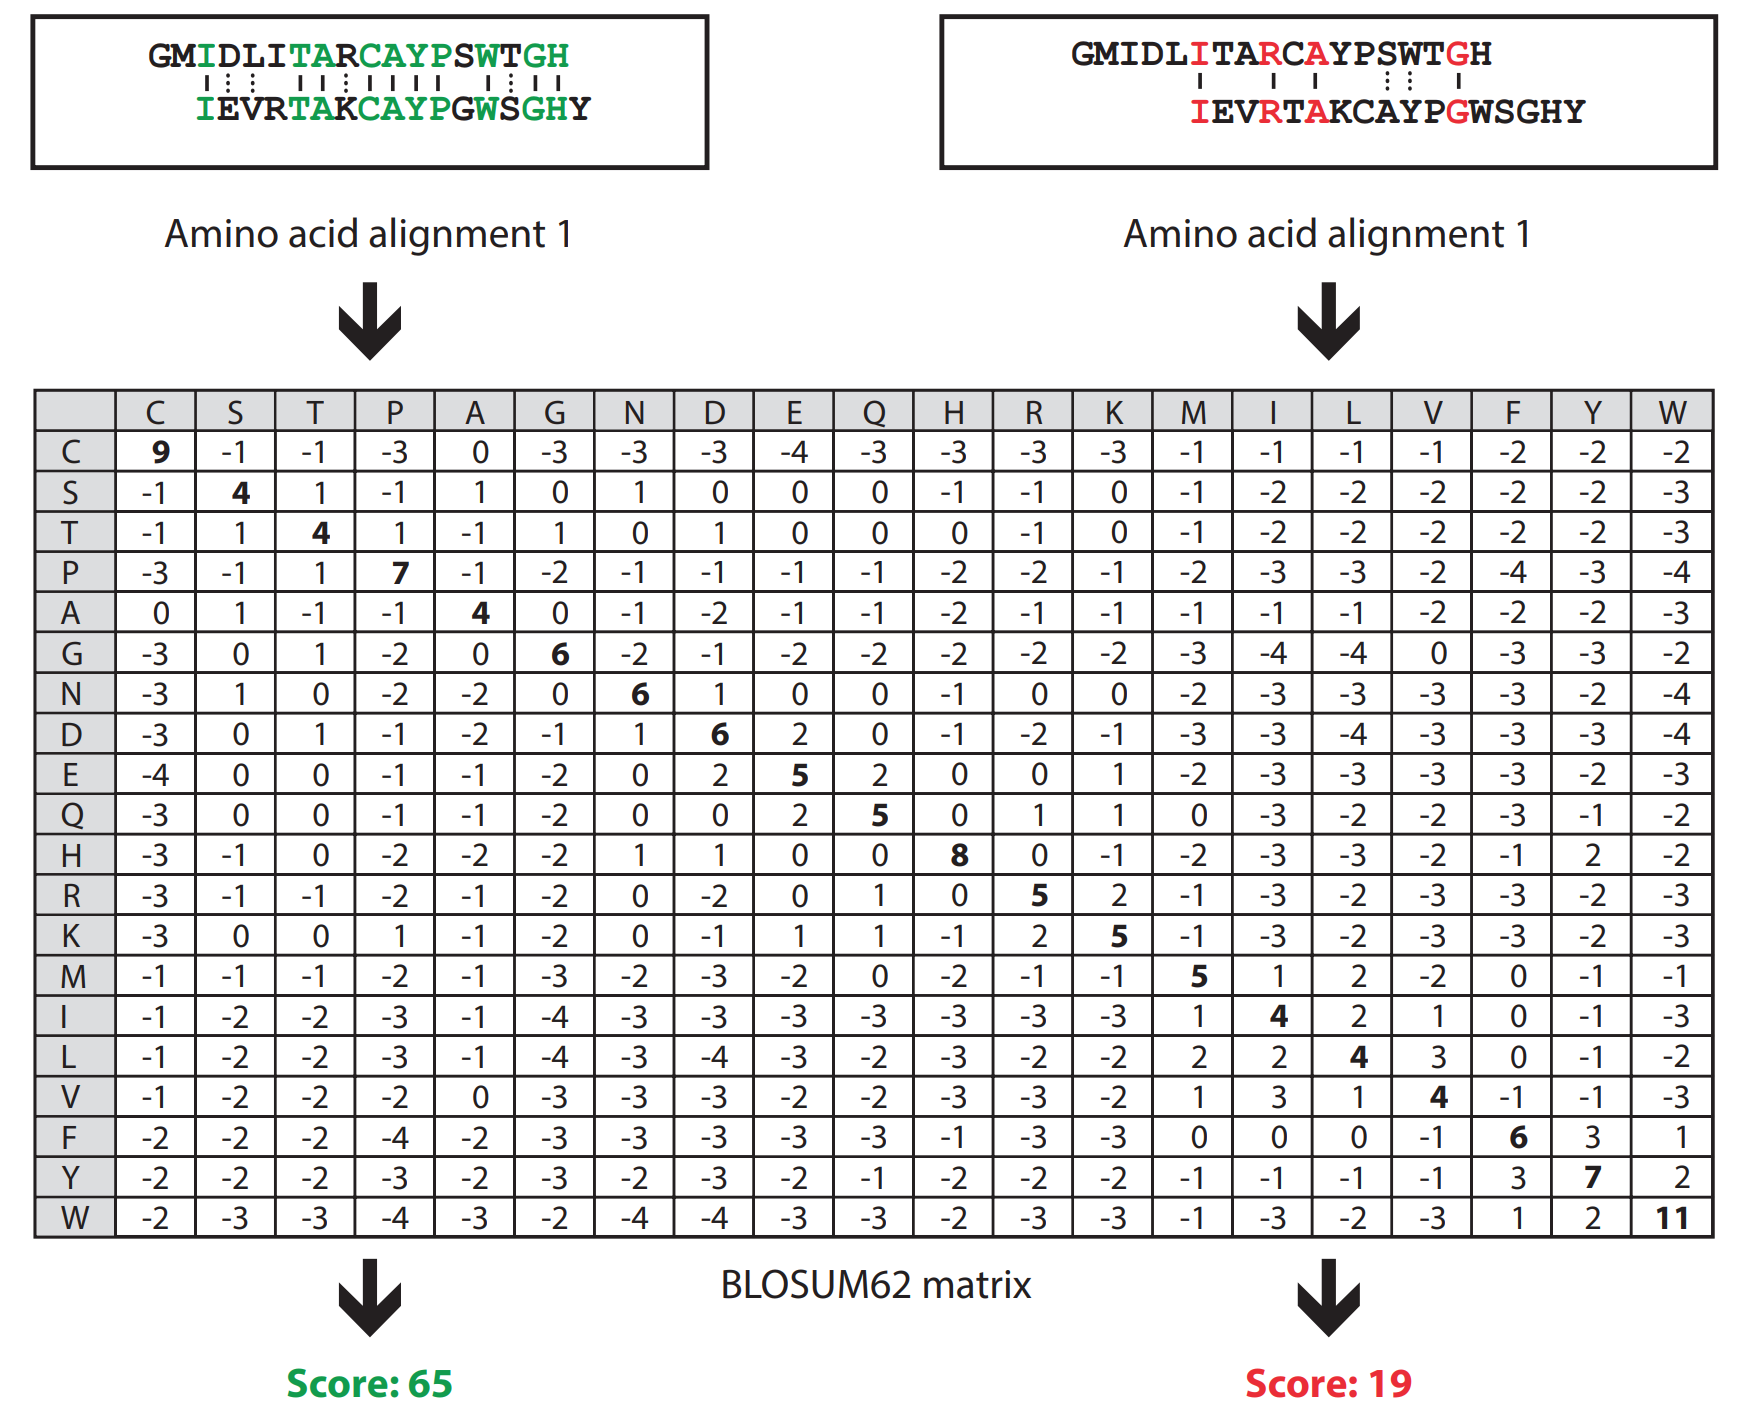 GMIDLITARCAYPSWTGH
IEVRTAKCAYPGWSGHY
GMIDLITARCAYPSWTGH
IEVRTAKCAYPGWSGHY
Amino acid alignment 1
Amino acid alignment 1
C S T P A G N D E Q H R K M I L V F Y W
C 9 -1 -1 -3 0 -3 -3 -3 -4 -3 -3 -3 -3 -1 -1 -1 -1 -2 -2 -2
S -1 4 1 -1 1 0 1 0 0 0 -1 -1 0 -1 -2 -2 -2 -2 -2 -3
T -1 1 4 1 -1 1 0 1 0 0 0 -1 0 -1 -2 -2 -2 -2 -2 -3
P -3 -1 1 7 -1 -2 -1 -1 -1 -1 -2 -2 -1 -2 -3 -3 -2 -4 -3 -4
A 0 1 -1 -1 4 0 -1 -2 -1 -1 -2 -1 -1 -1 -1 -1 -2 -2 -2 -3
G -3 0 1 -2 0 6 -2 -1 -2 -2 -2 -2 -2 -3 -4 -4 0 -3 -3 -2
N -3 1 0 -2 -2 0 6 1 0 0 -1 0 0 -2 -3 -3 -3 -3 -2 -4
D -3 0 1 -1 -2 -1 1 6 2 0 -1 -2 -1 -3 -3 -4 -3 -3 -3 -4
E -4 0 0 -1 -1 -2 0 2 5 2 0 0 1 -2 -3 -3 -3 -3 -2 -3
Q -3 0 0 -1 -1 -2 0 0 2 5 0 1 1 0 -3 -2 -2 -3 -1 -2
H -3 -1 0 -2 -2 -2 1 1 0 0 8 0 -1 -2 -3 -3 -2 -1 2 -2
R -3 -1 -1 -2 -1 -2 0 -2 0 1 0 5 2 -1 -3 -2 -3 -3 -2 -3
K -3 0 0 1 -1 -2 0 -1 1 1 -1 2 5 -1 -3 -2 -3 -3 -2 -3
M -1 -1 -1 -2 -1 -3 -2 -3 -2 0 -2 -1 -1 5 1 2 -2 0 -1 -1
I -1 -2 -2 -3 -1 -4 -3 -3 -3 -3 -3 -3 -3 1 4 2 1 0 -1 -3
L -1 -2 -2 -3 -1 -4 -3 -4 -3 -2 -3 -2 -2 2 2 4 3 0 -1 -2
V -1 -2 -2 -2 0 -3 -3 -3 -2 -2 -3 -3 -2 1 3 1 4 -1 -1 -3
F -2 -2 -2 -4 -2 -3 -3 -3 -3 -3 -1 -3 -3 0 0 0 -1 6 3 1
Y -2 -2 -2 -3 -2 -3 -2 -3 -2 -1 -2 -2 -2 -1 -1 -1 -1 3 7 2
W -2 -3 -3 -4 -3 -2 -4 -4 -3 -3 -2 -3 -3 -1 -3 -2 -3 1 2 11
BLOSUM62 matrix
Score: 65
Score: 19